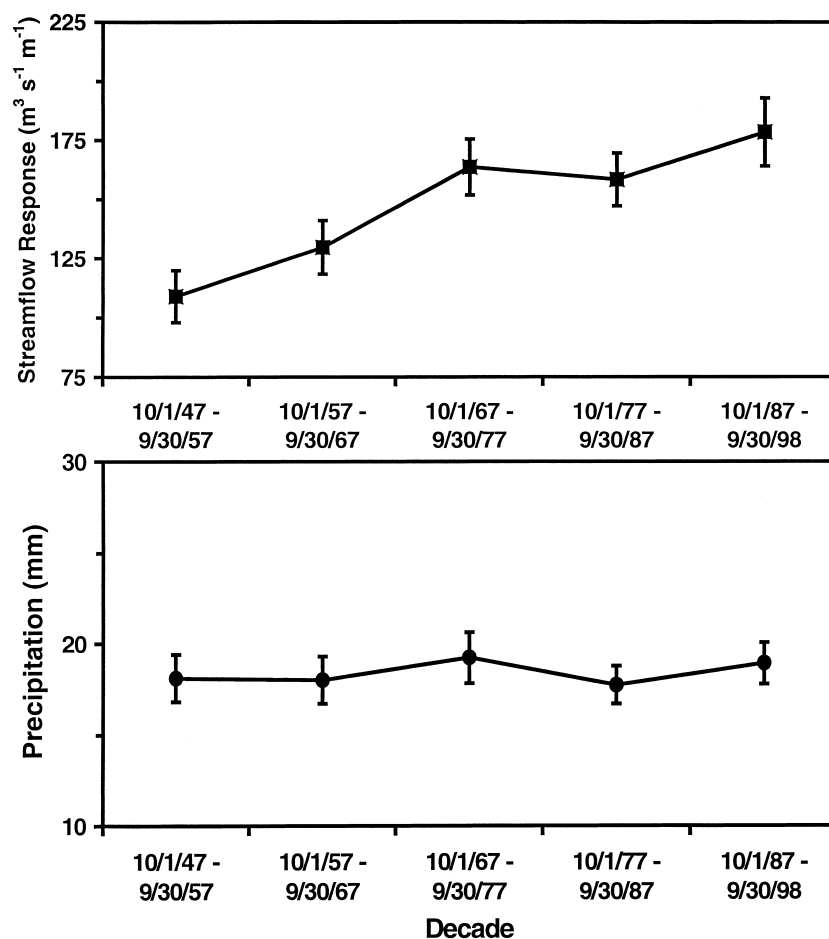 Streamflow Response (m³ s⁻¹ m⁻¹)
225
175
125
75
10/1/47 - 10/1/57 - 10/1/67 - 10/1/77 - 10/1/87 -
9/30/57 9/30/67 9/30/77 9/30/87 9/30/98
Precipitation (mm)
30
20
10
10/1/47 - 10/1/57 - 10/1/67 - 10/1/77 - 10/1/87 -
9/30/57 9/30/67 9/30/77 9/30/87 9/30/98
Decade